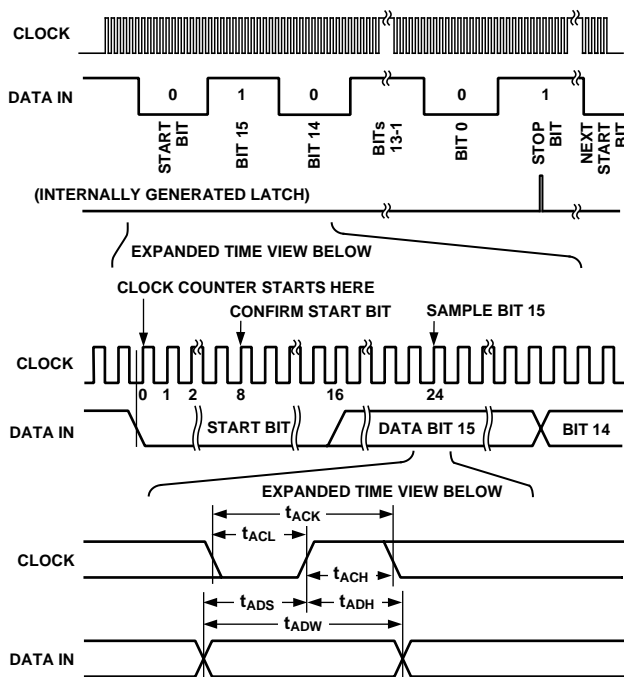 CLOCK
DATA IN
0 1 0 0 1
START BIT
BIT 15
BIT 14
BITs 13-1
BIT 0
STOP BIT
NEXT START BIT
(INTERNALLY GENERATED LATCH)
EXPANDED TIME VIEW BELOW
CLOCK COUNTER STARTS HERE
CONFIRM START BIT
SAMPLE BIT 15
CLOCK
0 1 2 8 16 24
DATA IN
START BIT
DATA BIT 15
BIT 14
EXPANDED TIME VIEW BELOW
tACK
tACL
CLOCK
tACH
tADS tADH
tADW
DATA IN